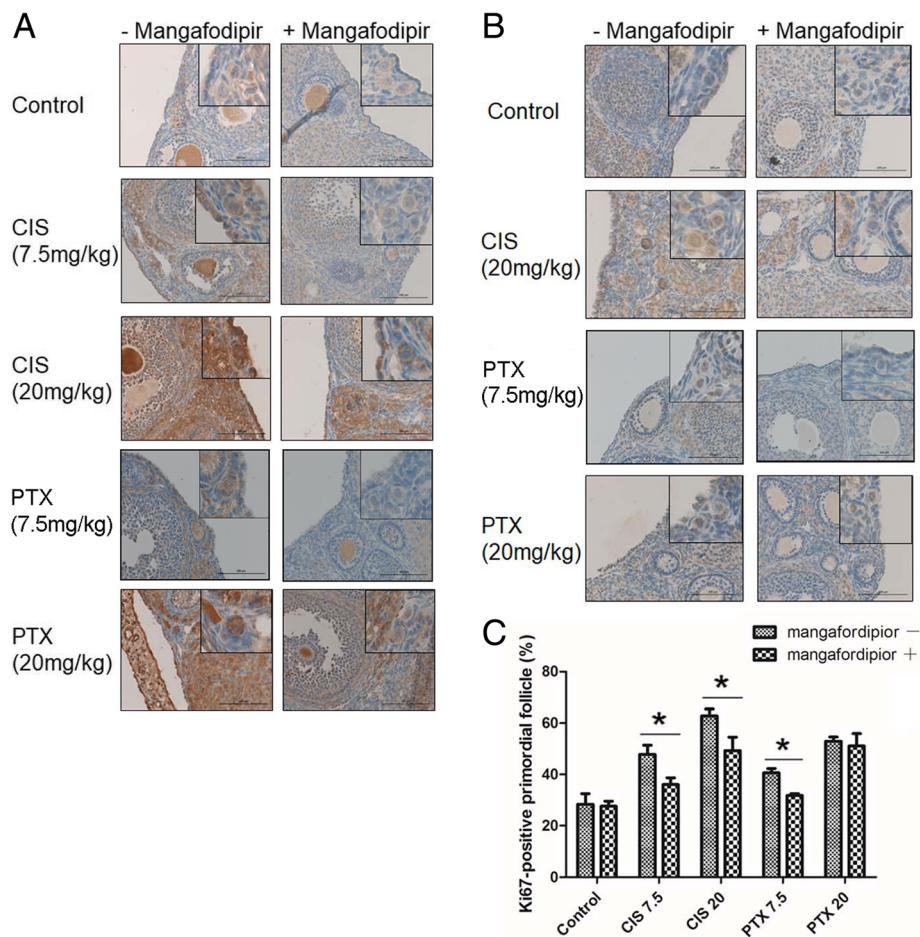 A
- Mangafodipir + Mangafodipir
Control
CIS
(7.5mg/kg)
CIS
(20mg/kg)
PTX
(7.5mg/kg)
PTX
(20mg/kg)
B
- Mangafodipir + Mangafodipir
Control
CIS
(20mg/kg)
PTX
(7.5mg/kg)
PTX
(20mg/kg)
C
mangafordipior −
mangafordipior +
Ki67-positive primordial follicle (%)
80
60
40
20
0
* * *
Control CIS 7.5 CIS 20 PTX 7.5 PTX 20